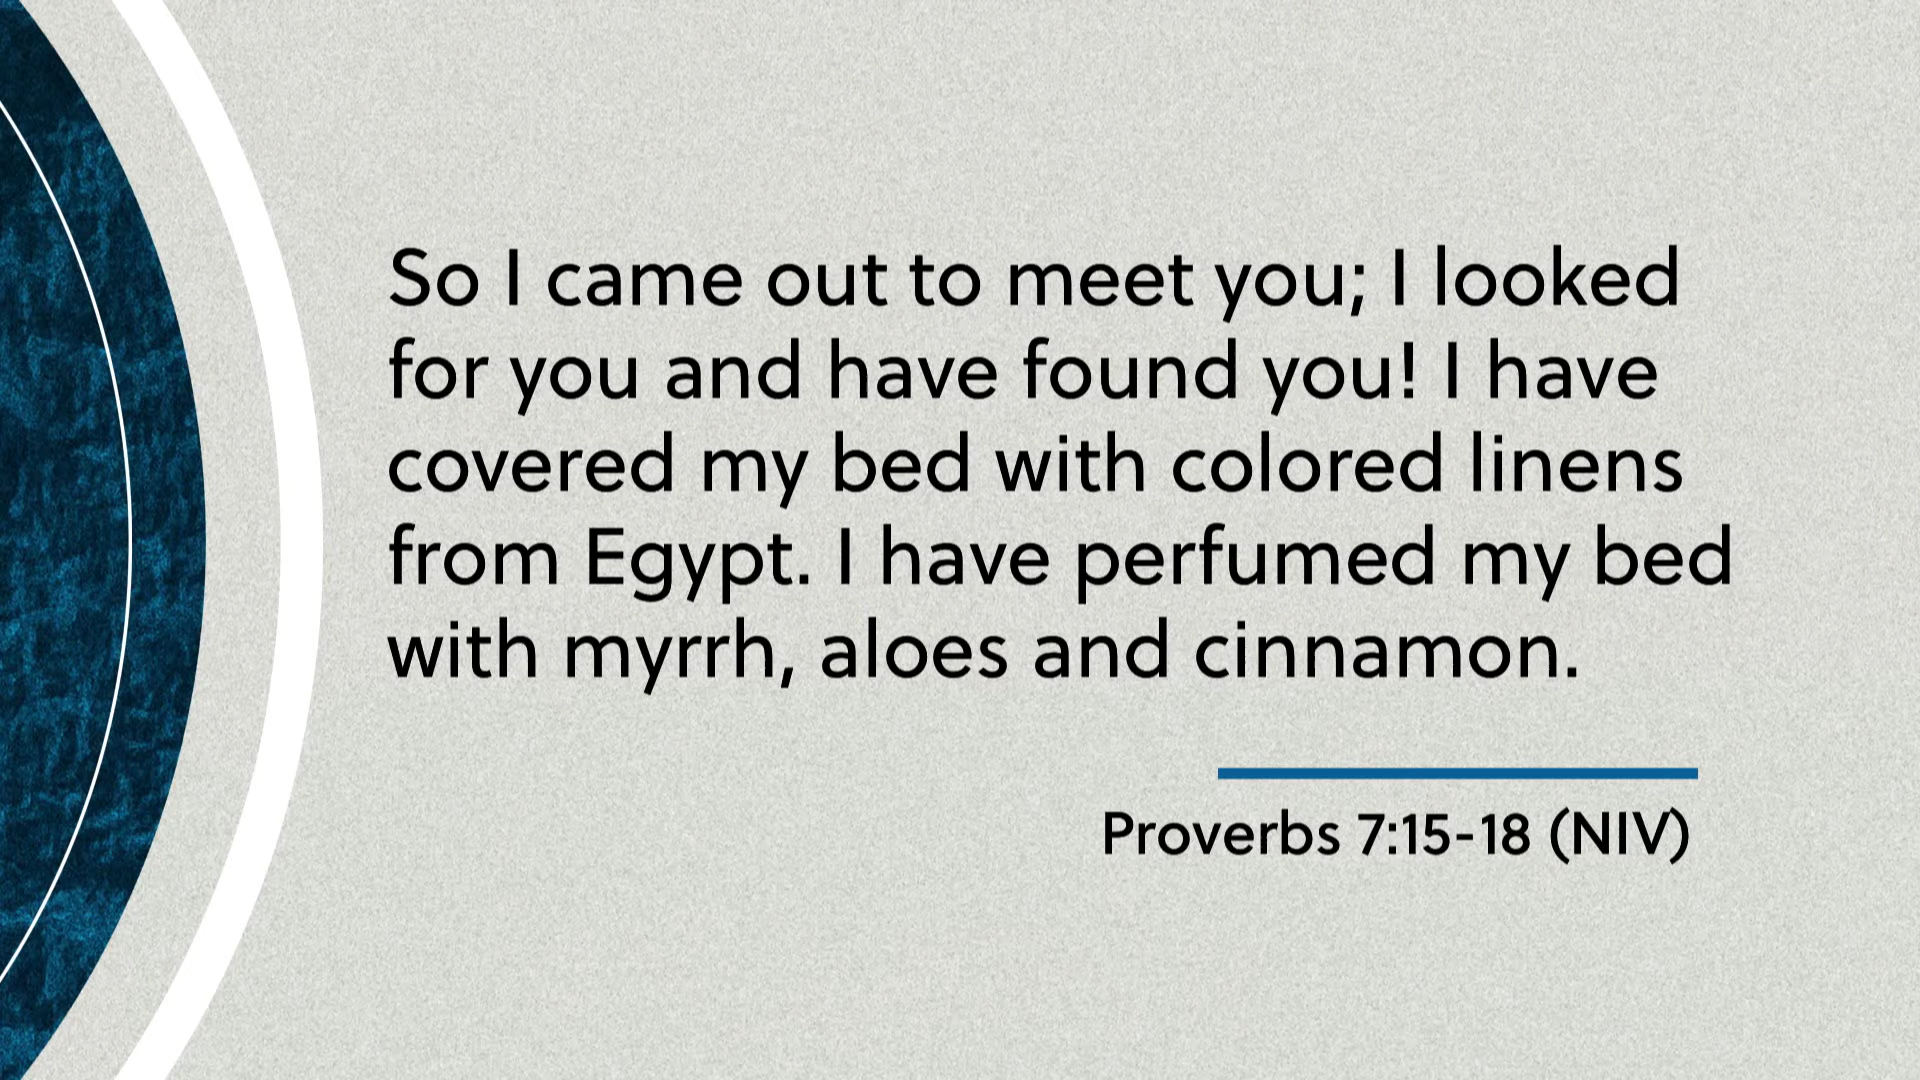 So I came out to meet you; I looked
for you and have found you! I have
covered my bed with colored linens
from Egypt. I have perfumed my bed
with myrrh, aloes and cinnamon.
Proverbs 7:15-18 (NIV)